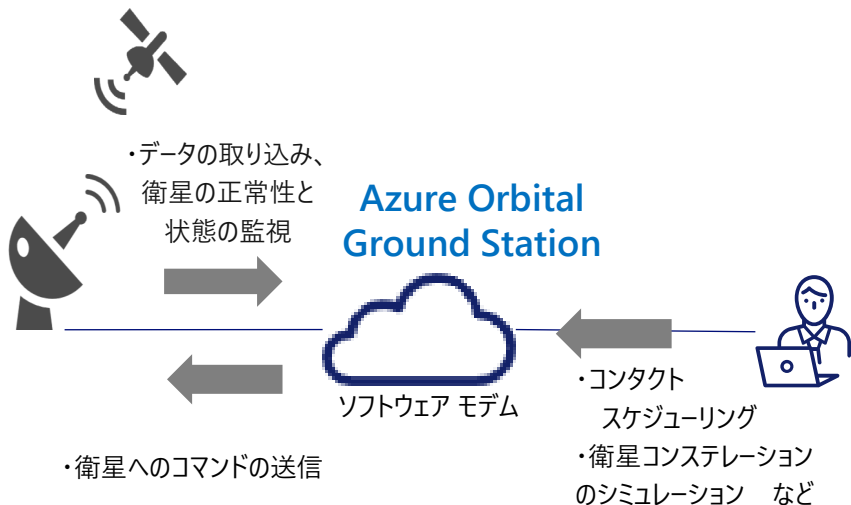 ・データの取り込み、
衛星の正常性と
状態の監視
Azure Orbital
Ground Station
ソフトウェア モデム
・衛星へのコマンドの送信
・コンタクト
スケジューリング
・衛星コンステレーション
のシミュレーション　など